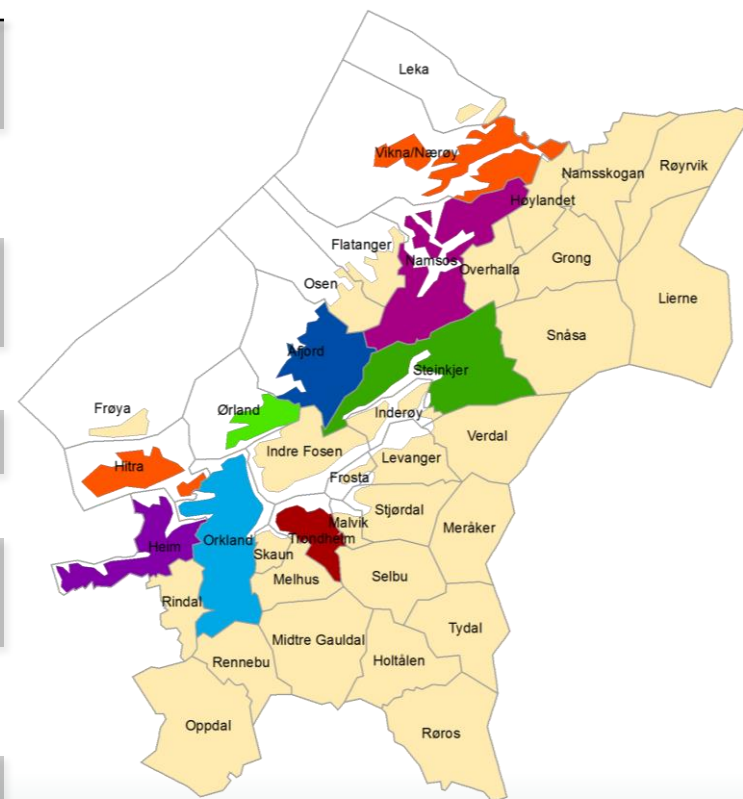 Leka
Vikna/Nærøy
Namsskogan
Røyrvik
Høylandet
Flatanger
Namsos
Overhalla
Grong
Osen
Lierne
Snåsa
Åfjord
Steinkjer
Frøya
Ørland
Inderøy
Verdal
Indre Fosen
Levanger
Hitra
Frosta
Stjørdal
Malvik
Meråker
Heim
Orkland
Trondheim
Skaun
Melhus
Selbu
Rindal
Tydal
Midtre Gauldal
Rennebu
Holtålen
Oppdal
Røros